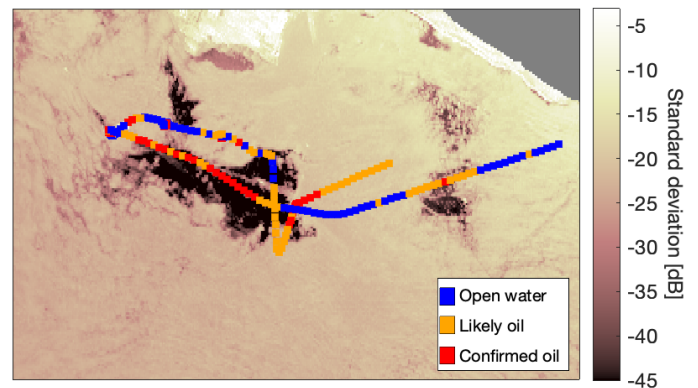 -5
-10
-15
-20
-25
-30
-35
-40
-45
Standard deviation [dB]
Open water
Likely oil
Confirmed oil